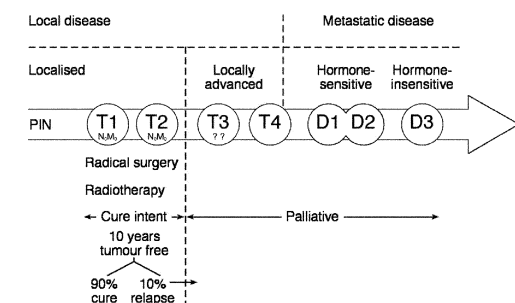 Local disease
Metastatic disease
Localised
Locally
advanced
Hormone-
sensitive
Hormone-
insensitive
PIN
T1
N₀M₀
T2
N₀M₀
T3
? ?
T4
D1
D2
D3
Radical surgery
Radiotherapy
Cure intent
Palliative
10 years
tumour free
90%
cure
10%
relapse